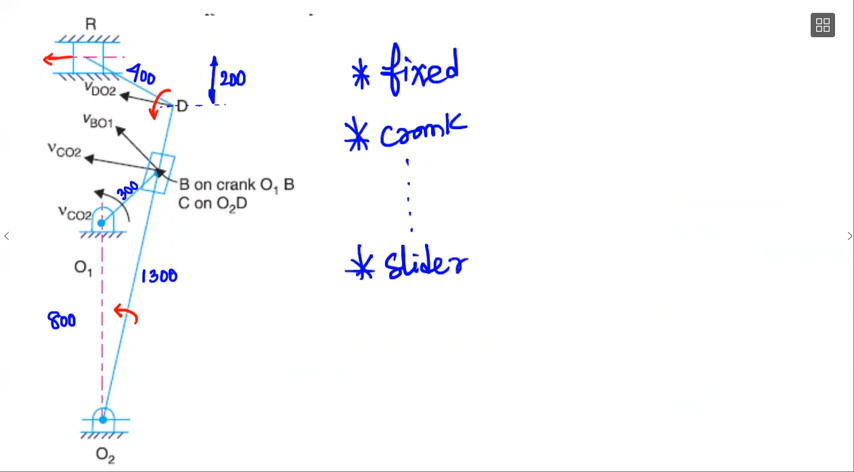 R
400
200
* fixed
vDO2
D
vBO1
* crank
vCO2
B on crank O1 B
C on O2D
300
vCO2
O1
1300
* slider
800
O2